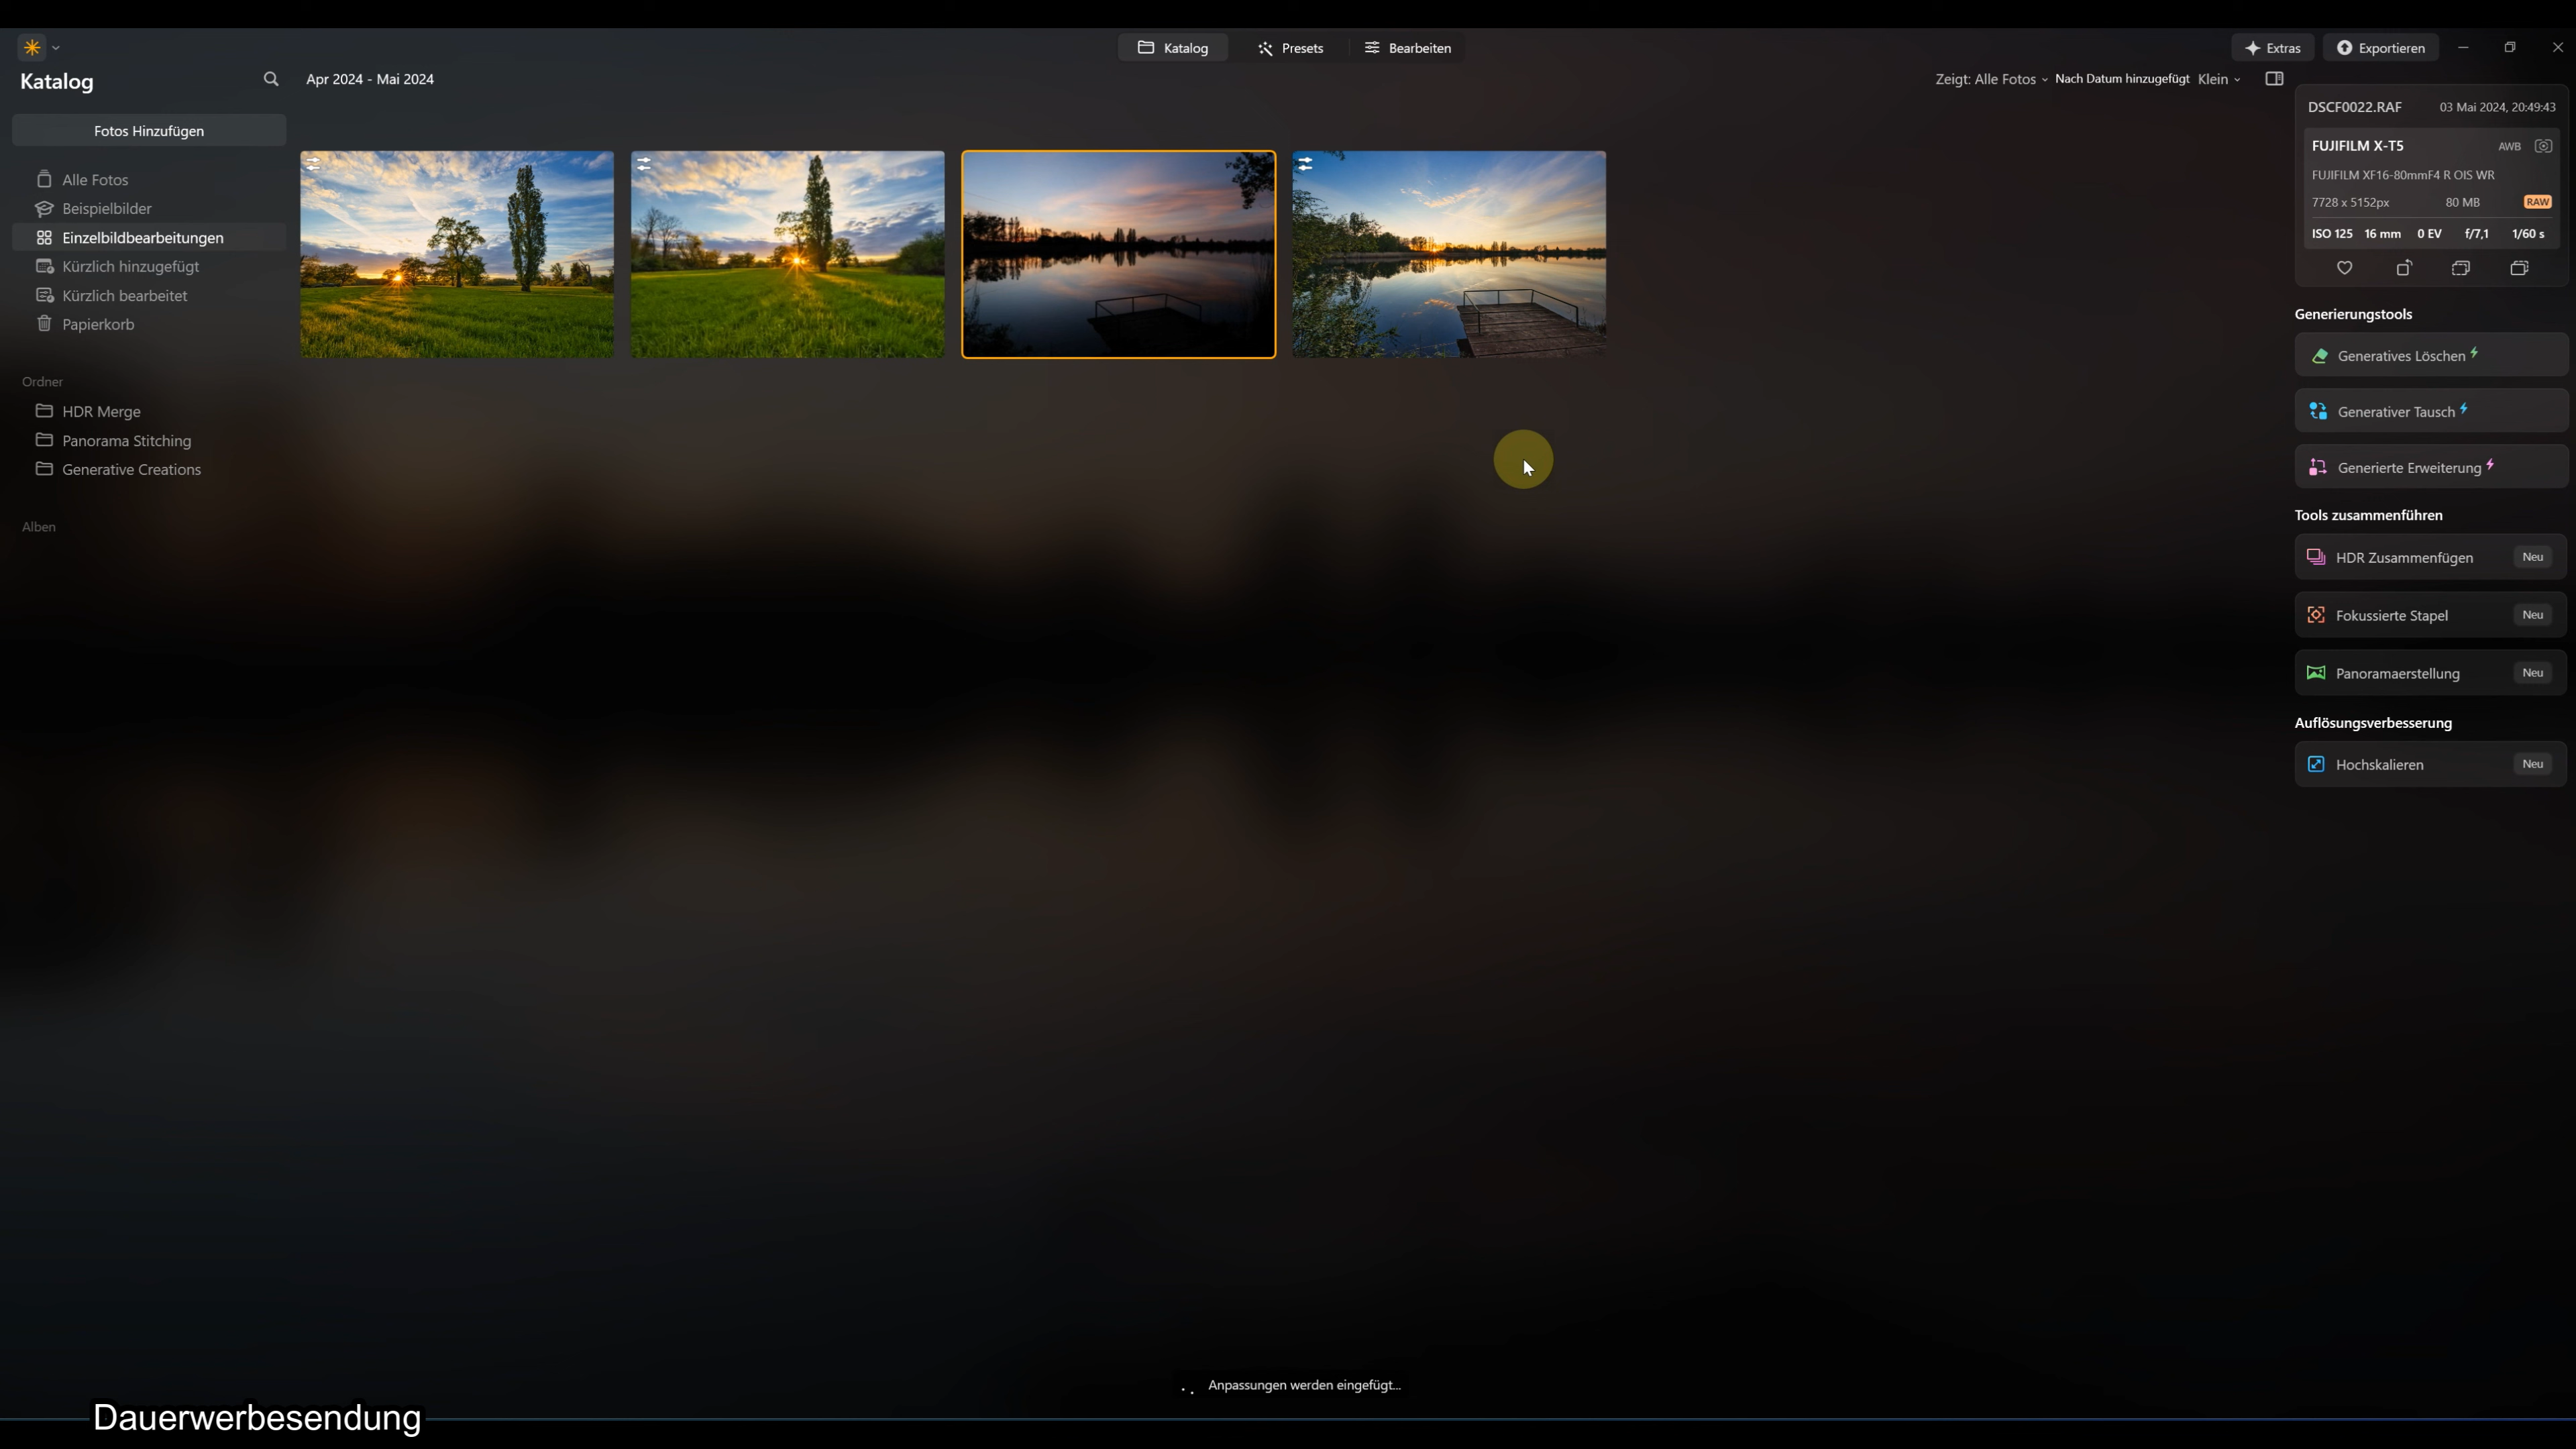 Katalog
Presets
Bearbeiten
Extras
Exportieren
Katalog
Apr 2024 - Mai 2024
Zeigt: Alle Fotos
Nach Datum hinzugefügt
Klein
Fotos Hinzufügen
Alle Fotos
Beispielbilder
Einzelbildbearbeitungen
Kürzlich hinzugefügt
Kürzlich bearbeitet
Papierkorb
Ordner
HDR Merge
Panorama Stitching
Generative Creations
Alben
DSCF0022.RAF 03 Mai 2024, 20:49:43
FUJIFILM X-T5 AWB
FUJIFILM XF16-80mmF4 R OIS WR
7728 x 5152px 80 MB RAW
ISO 125 16 mm 0 EV f/7,1 1/60 s
Generierungstools
Generatives Löschen
Generativer Tausch
Generierte Erweiterung
Tools zusammenführen
HDR Zusammenfügen Neu
Fokussierte Stapel Neu
Panoramaerstellung Neu
Auflösungsverbesserung
Hochskalieren Neu
Anpassungen werden eingefügt...
Dauerwerbesendung